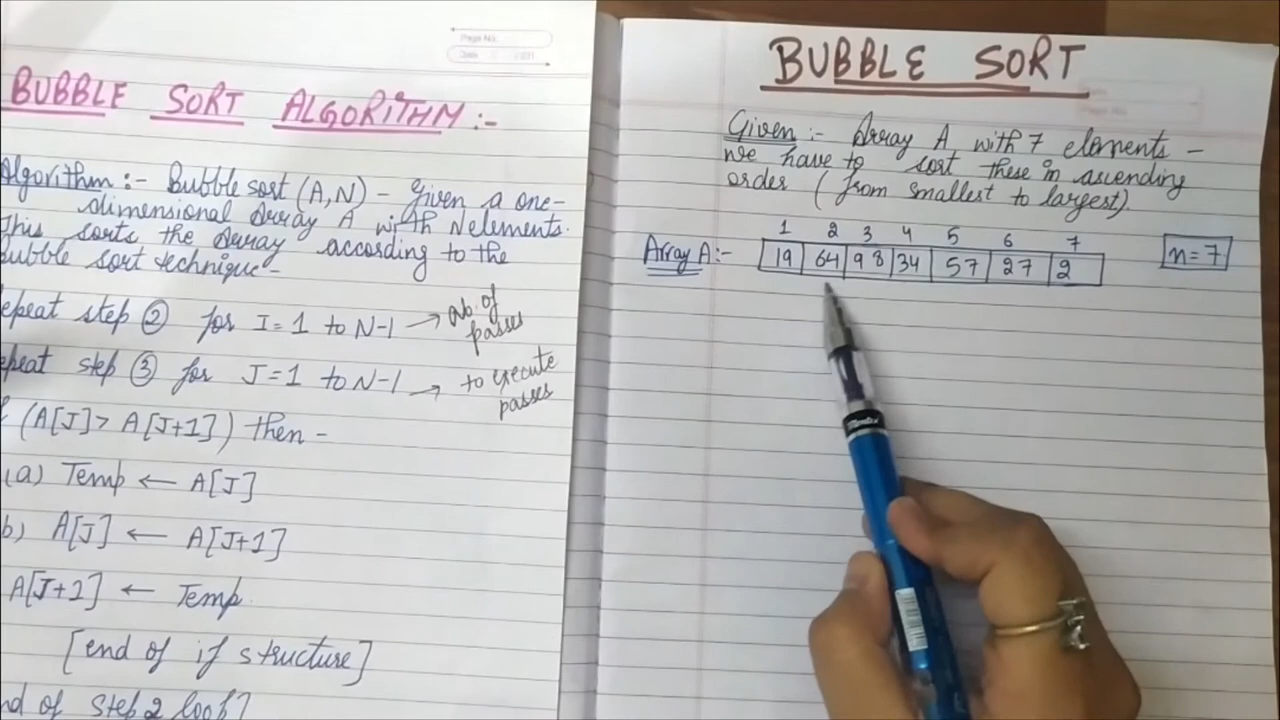 Page No.
Date
BUBBLE SORT ALGORITHM :-
Algorithm :- Bubble sort (A,N) - Given a one-
dimensional Array A with N elements.
This sorts the Array according to the
Bubble sort technique -
epeat step ② for I = 1 to N-1 → No. of
passes
epeat step ③ for J = 1 to N-1 → to execute
passes
f (A[J] > A[J+1]) then -
(a) Temp ← A[J]
b) A[J] ← A[J+1]
A[J+1] ← Temp.
[end of if structure]
nd of step 2 loop]
BUBBLE SORT
Given :- Array A with 7 elements -
we have to sort these in ascending
order (from smallest to largest).
1 2 3 4 5 6 7
Array A :- 19 64 98 34 57 27 2
n=7